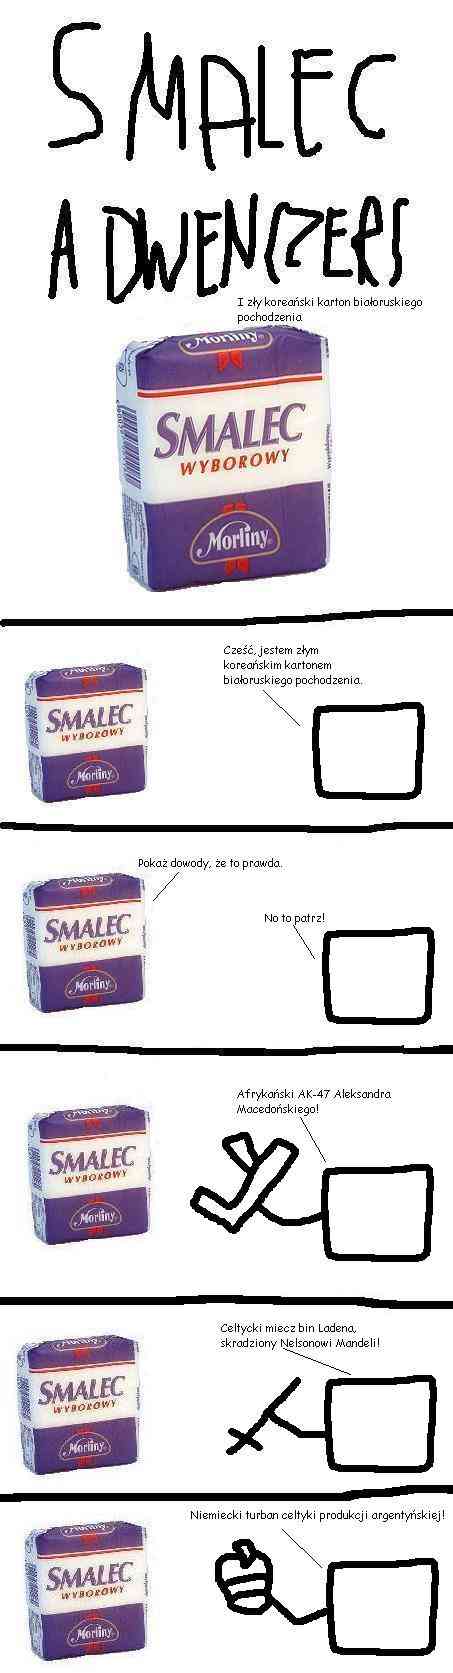 SMALEC
ADWENCZERS
I zły koreański karton białoruskiego
pochodzenia
Morliny
SMALEC
WYBOROWY
Morliny
Cześć, jestem złym
koreańskim kartonem
białoruskiego pochodzenia.
SMALEC
WYBOROWY
Morliny
Pokaż dowody, że to prawda.
No to patrz!
SMALEC
WYBOROWY
Morliny
Afrykański AK-47 Aleksandra
Macedońskiego!
SMALEC
WYBOROWY
Morliny
Celtycki miecz bin Ladena,
skradziony Nelsonowi Mandeli!
SMALEC
WYBOROWY
Morliny
Niemiecki turban celtyki produkcji argentyńskiej!
SMALEC
WYBOROWY
Morliny